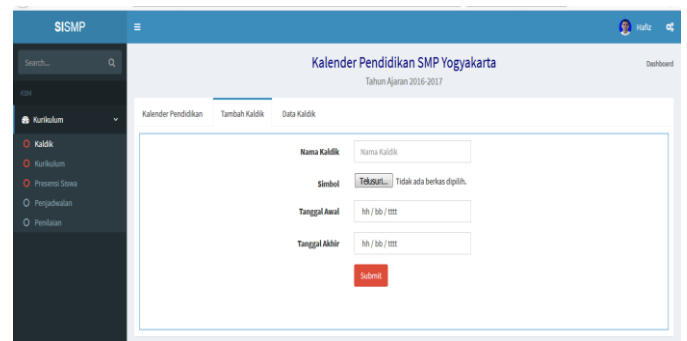 SISMP
Hafiz
Search...
Kalender Pendidikan SMP Yogyakarta
Tahun Ajaran 2016-2017
Dashboard
Kurikulum
Kaldik
Kurikulum
Presensi Siswa
Penjadwalan
Penilaian
Kalender Pendidikan
Tambah Kaldik
Data Kaldik
Nama Kaldik
Nama Kaldik
Simbol
Telusuri... Tidak ada berkas dipilih.
Tanggal Awal
hh / bb / tttt
Tanggal Akhir
hh / bb / tttt
Submit